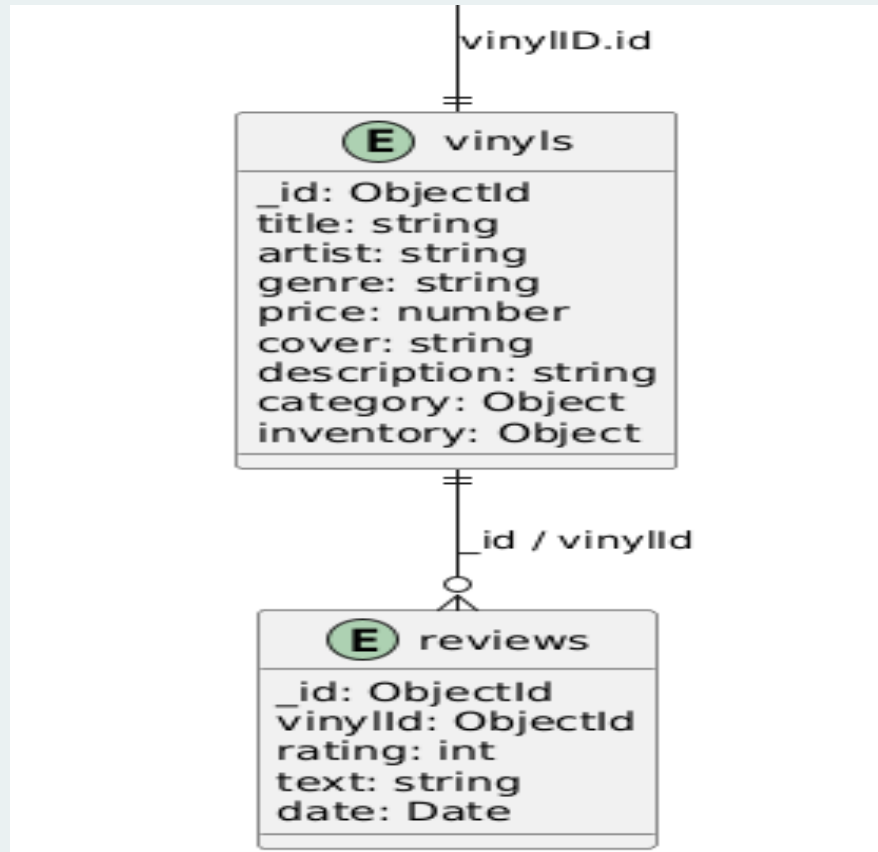 vinylID.id
E vinyls
_id: ObjectId
title: string
artist: string
genre: string
price: number
cover: string
description: string
category: Object
inventory: Object
_id / vinylId
E reviews
_id: ObjectId
vinylId: ObjectId
rating: int
text: string
date: Date